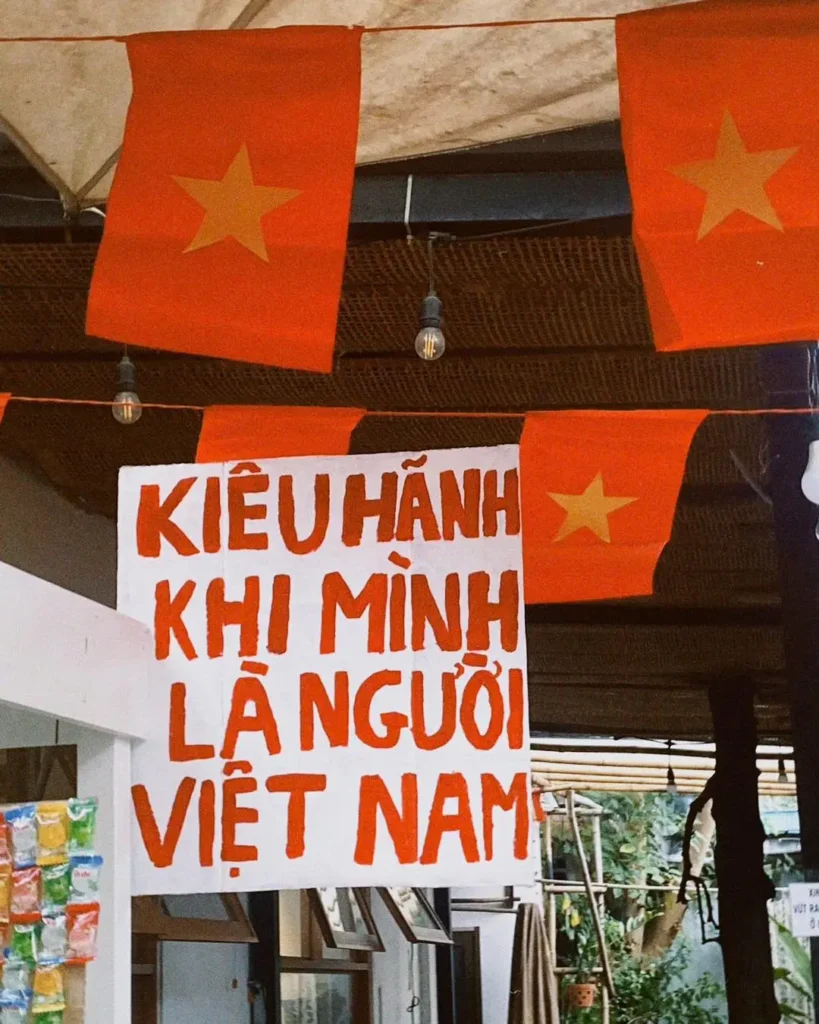 KIÊU HÃNH
KHI MÌNH
LÀ NGƯỜI
VIỆT NAM